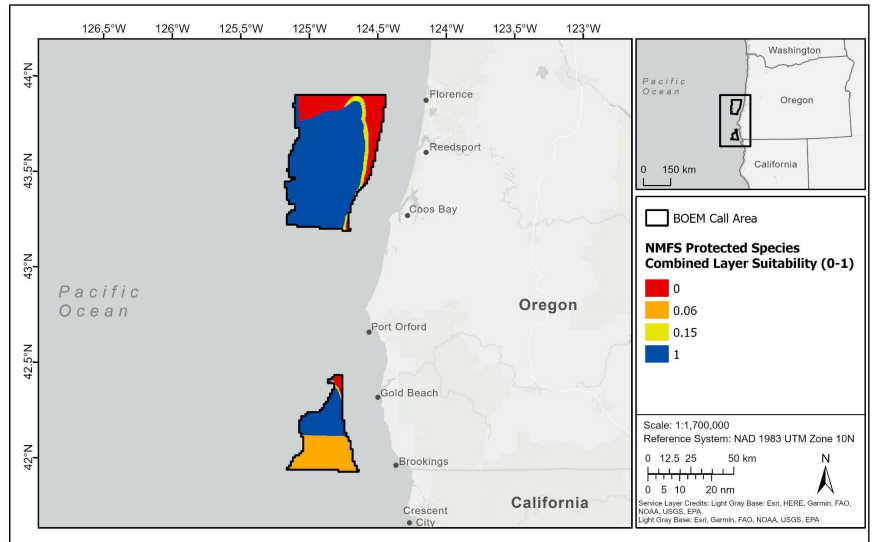 126.5°W
126°W
125.5°W
125°W
124.5°W
124°W
123.5°W
123°W
44°N
43.5°N
43°N
42.5°N
42°N
Florence
Reedsport
Coos Bay
Pacific
Ocean
Oregon
Port Orford
Gold Beach
Brookings
California
Crescent
City
Washington
Pacific
Ocean
Oregon
California
0 150 km
BOEM Call Area
NMFS Protected Species
Combined Layer Suitability (0-1)
0
0.06
0.15
1
Scale: 1:1,700,000
Reference System: NAD 1983 UTM Zone 10N
0 12.5 25 50 km
N
0 5 10 20 nm
Service Layer Credits: Light Gray Base: Esri, HERE, Garmin, FAO,
NOAA, USGS, EPA
Light Gray Base: Esri, Garmin, FAO, NOAA, USGS, EPA